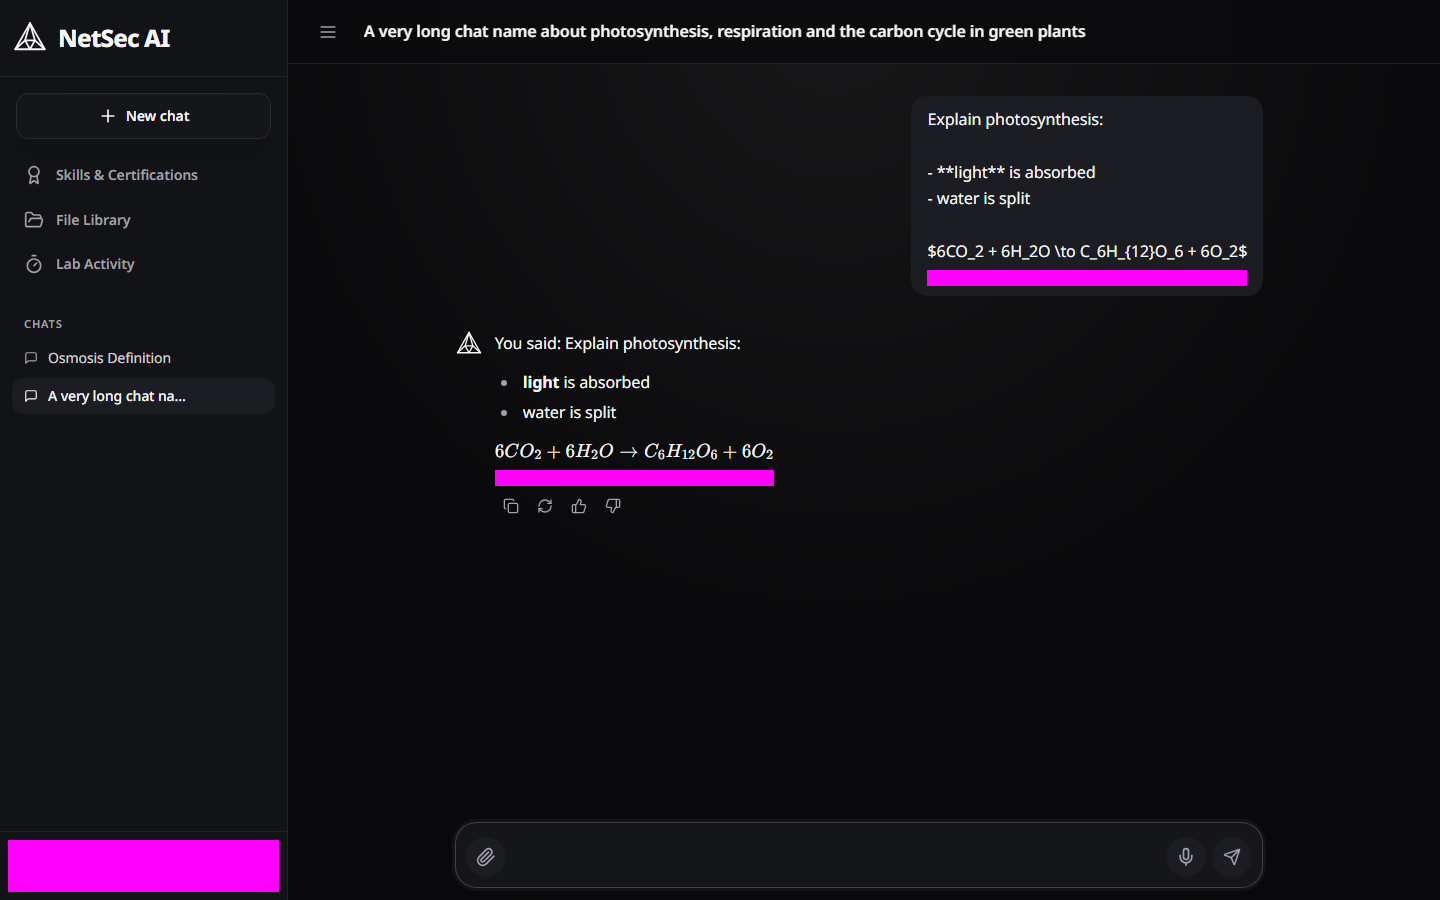 NetSec AI
New chat
Skills & Certifications
File Library
Lab Activity
CHATS
Osmosis Definition
A very long chat na...
A very long chat name about photosynthesis, respiration and the carbon cycle in green plants
Explain photosynthesis:
- **light** is absorbed
- water is split
$6CO_2 + 6H_2O \to C_6H_{12}O_6 + 6O_2$
You said: Explain photosynthesis:
• light is absorbed
• water is split
6CO₂ + 6H₂O → C₆H₁₂O₆ + 6O₂